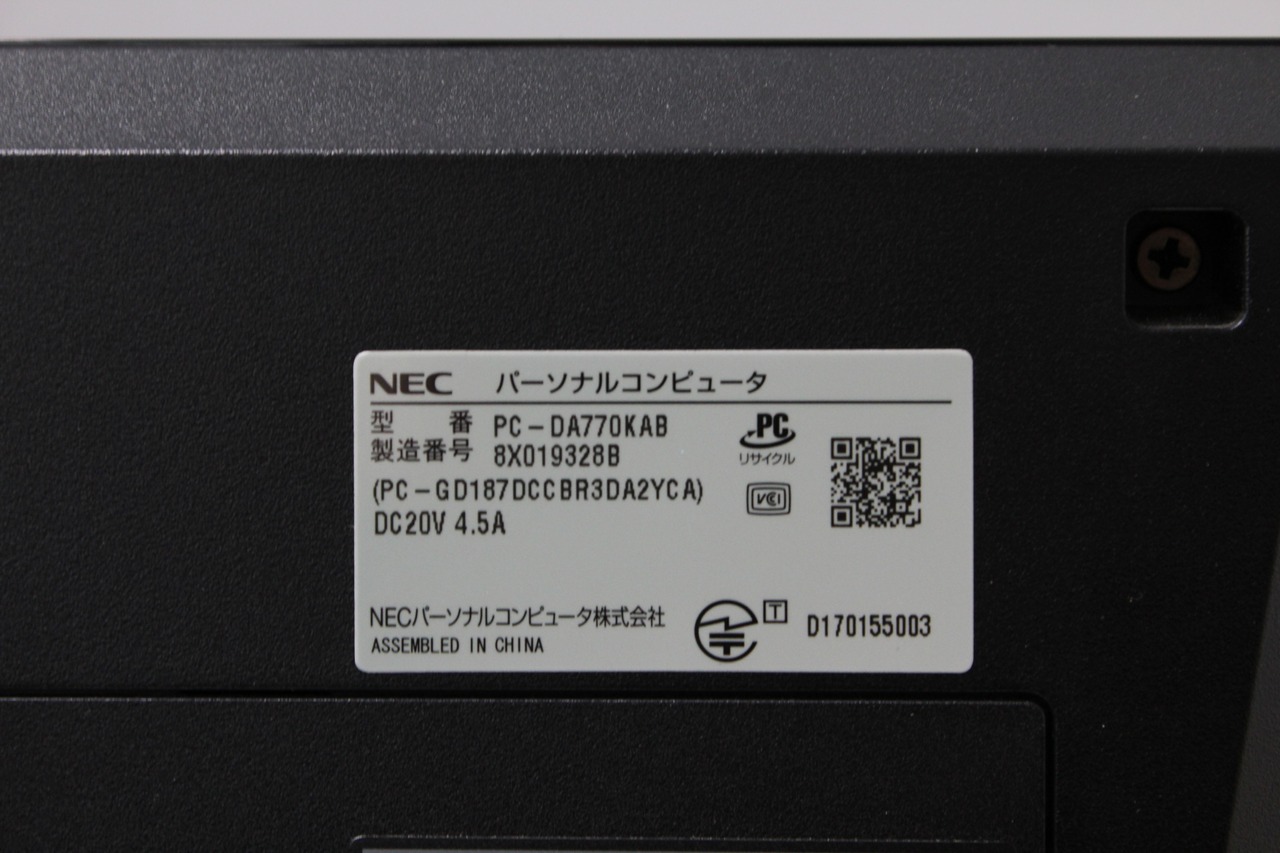 NEC パーソナルコンピュータ
型 番 PC-DA770KAB
製造番号 8X019328B
(PC-GD187DCCBR3DA2YCA)
DC20V 4.5A
PC
リサイクル
VCI
NECパーソナルコンピュータ株式会社
ASSEMBLED IN CHINA
T D170155003